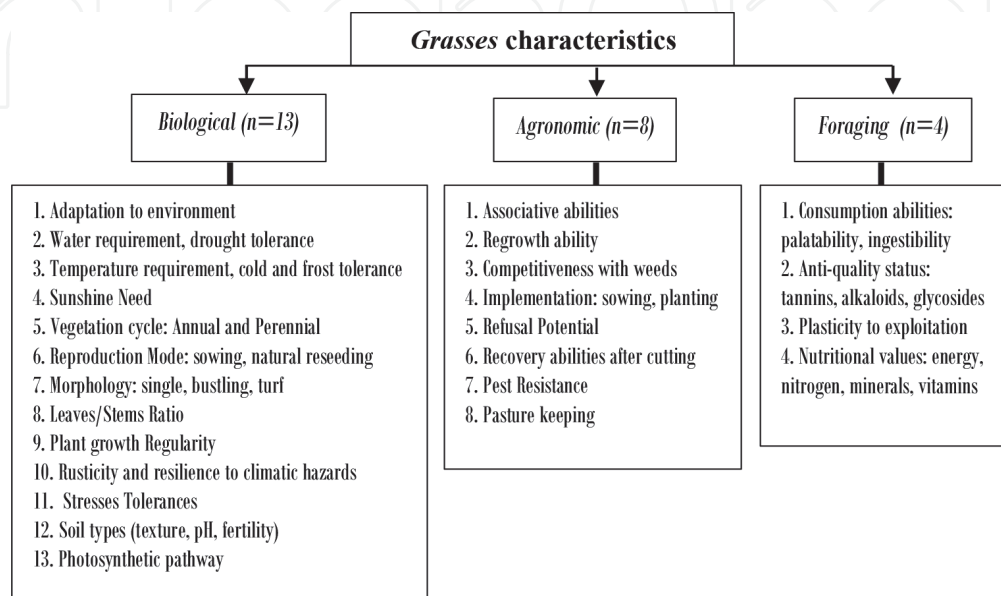 Grasses characteristics
Biological (n=13)
Agronomic (n=8)
Foraging (n=4)
1. Adaptation to environment
2. Water requirement, drought tolerance
3. Temperature requirement, cold and frost tolerance
4. Sunshine Need
5. Vegetation cycle: Annual and Perennial
6. Reproduction Mode: sowing, natural reseeding
7. Morphology: single, bustling, turf
8. Leaves/Stems Ratio
9. Plant growth Regularity
10. Rusticity and resilience to climatic hazards
11. Stresses Tolerances
12. Soil types (texture, pH, fertility)
13. Photosynthetic pathway
1. Associative abilities
2. Regrowth ability
3. Competitiveness with weeds
4. Implementation: sowing, planting
5. Refusal Potential
6. Recovery abilities after cutting
7. Pest Resistance
8. Pasture keeping
1. Consumption abilities:
palatability, ingestibility
2. Anti-quality status:
tannins, alkaloids, glycosides
3. Plasticity to exploitation
4. Nutritional values: energy,
nitrogen, minerals, vitamins